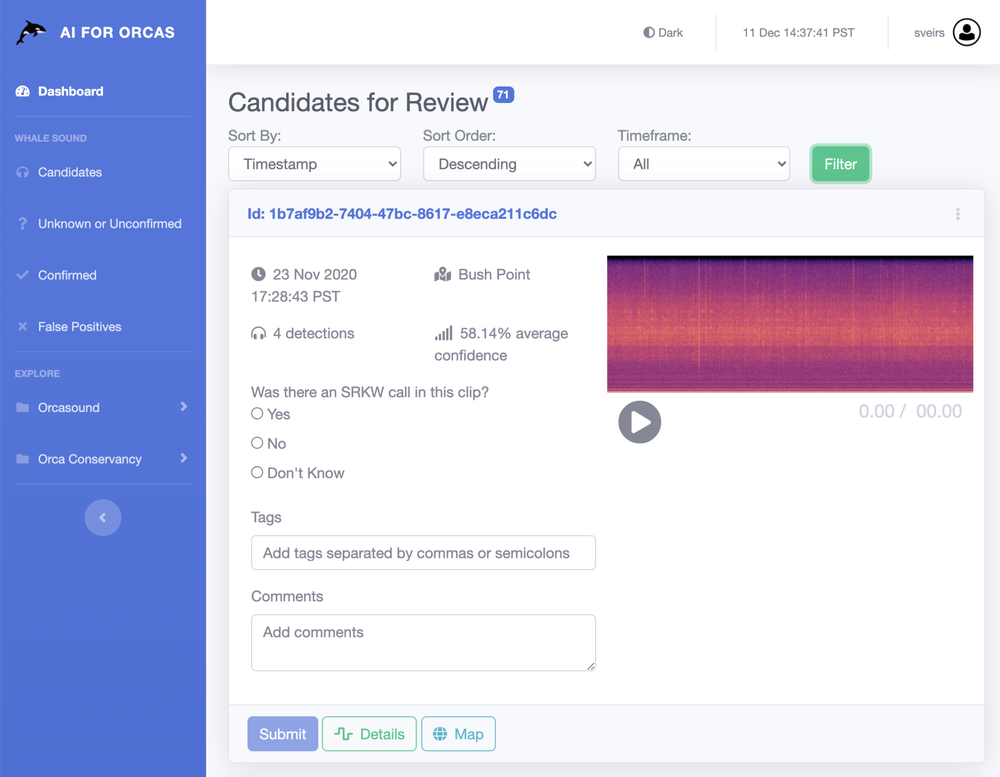 AI FOR ORCAS
Dark
11 Dec 14:37:41 PST
sveirs
Dashboard
WHALE SOUND
Candidates
Unknown or Unconfirmed
Confirmed
False Positives
EXPLORE
Orcasound
Orca Conservancy
Candidates for Review 71
Sort By:
Sort Order:
Timeframe:
Timestamp
Descending
All
Filter
Id: 1b7af9b2-7404-47bc-8617-e8eca211c6dc
23 Nov 2020
17:28:43 PST
Bush Point
4 detections
58.14% average
confidence
0.00 / 00.00
Was there an SRKW call in this clip?
Yes
No
Don't Know
Tags
Add tags separated by commas or semicolons
Comments
Add comments
Submit
Details
Map